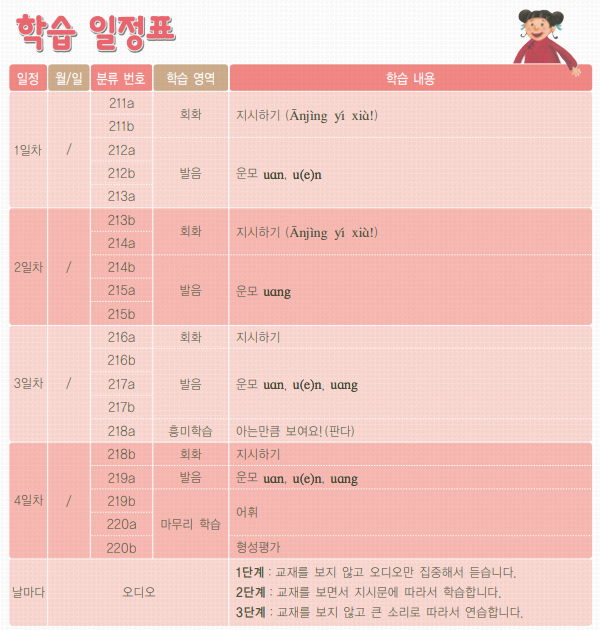 학습 일정표
일정 월/일 분류 번호 학습 영역 학습 내용
1일차 /
211a 회화 지시하기 (Ānjìng yí xià!)
211b
212a 발음 운모 uan, u(e)n
212b
213a
2일차 /
213b 회화 지시하기 (Ānjìng yí xià!)
214a
214b 발음 운모 uang
215a
215b
3일차 /
216a 회화 지시하기
216b 발음 운모 uan, u(e)n, uang
217a
217b
218a 흥미학습 아는만큼 보여요!(판다)
4일차 /
218b 회화 지시하기
219a 발음 운모 uan, u(e)n, uang
219b 마무리 학습 어휘
220a
220b 형성평가
날마다 오디오
1단계 : 교재를 보지 않고 오디오만 집중해서 듣습니다.
2단계 : 교재를 보면서 지시문에 따라서 학습합니다.
3단계 : 교재를 보지 않고 큰 소리로 따라서 연습합니다.